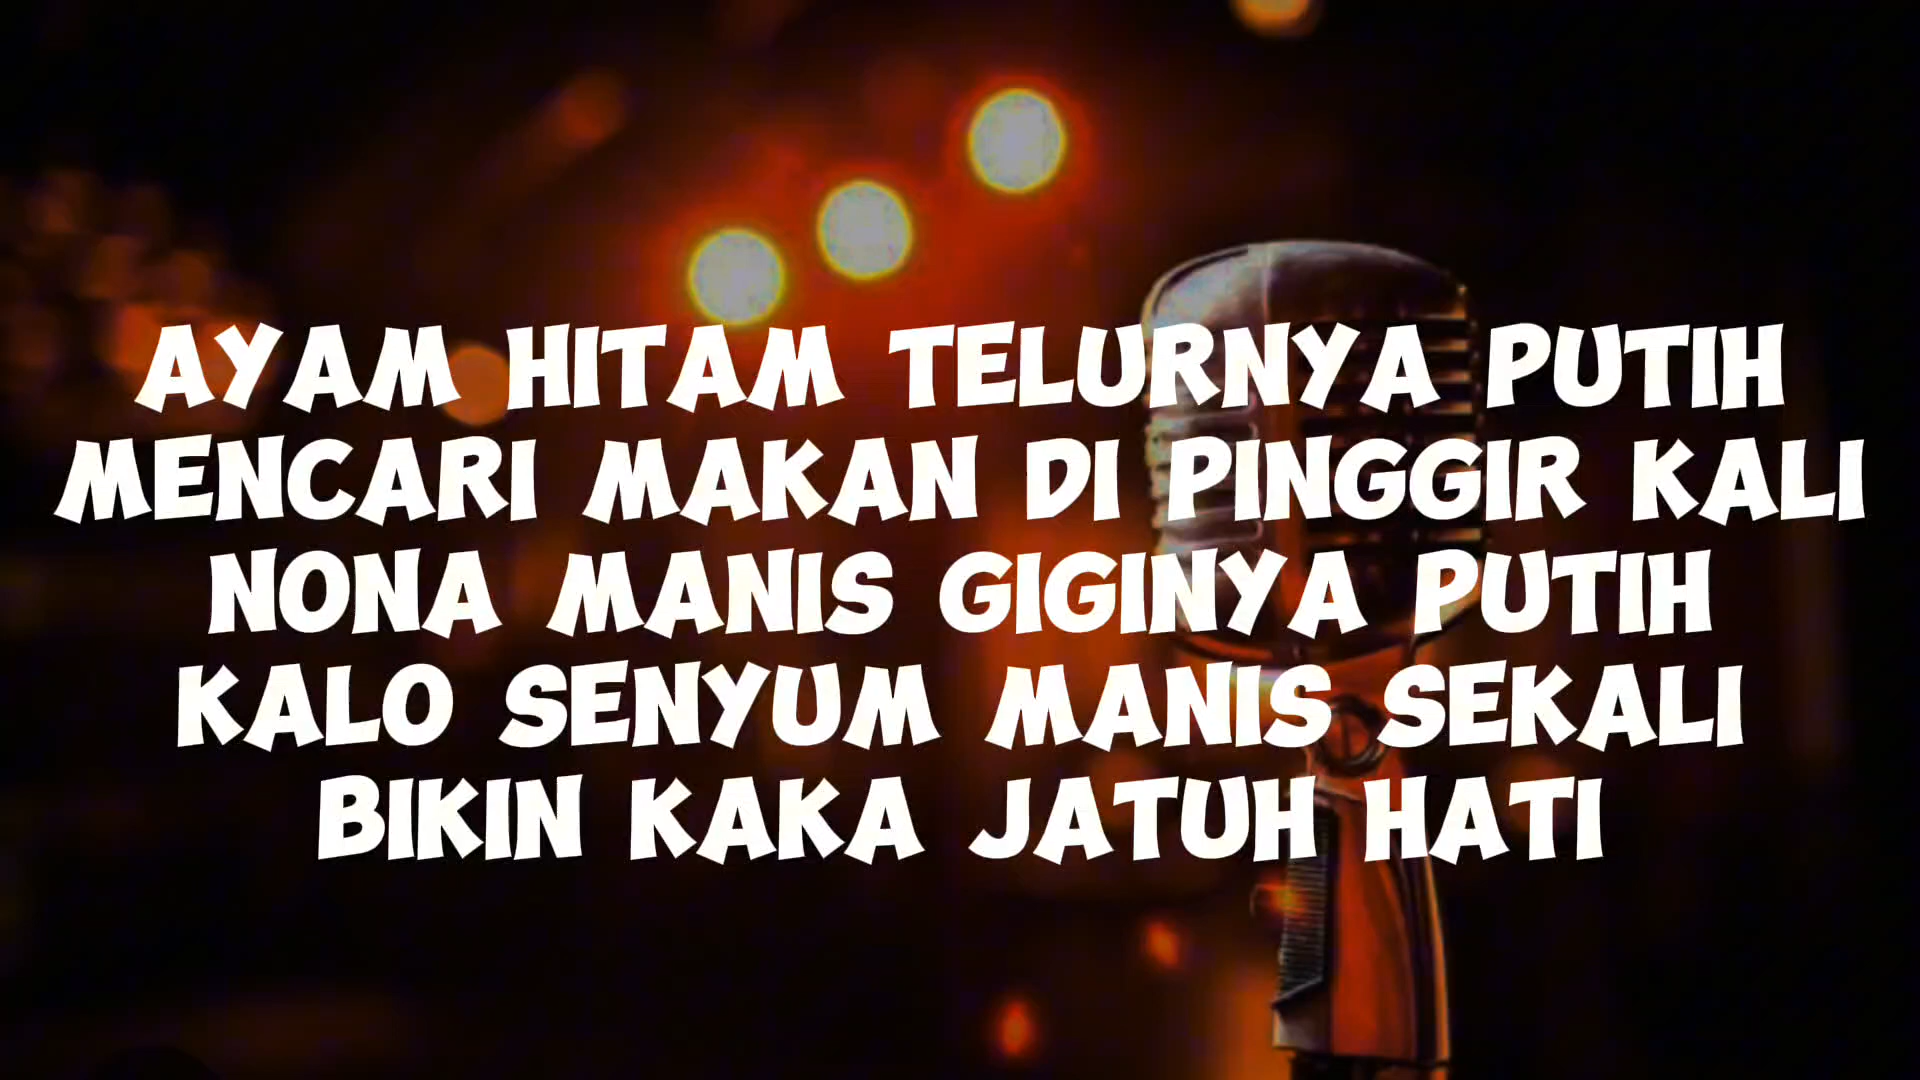 AYAM HITAM TELURNYA PUTIH
MENCARI MAKAN DI PINGGIR KALI
NONA MANIS GIGINYA PUTIH
KALO SENYUM MANIS SEKALI
BIKIN KAKA JATUH HATI